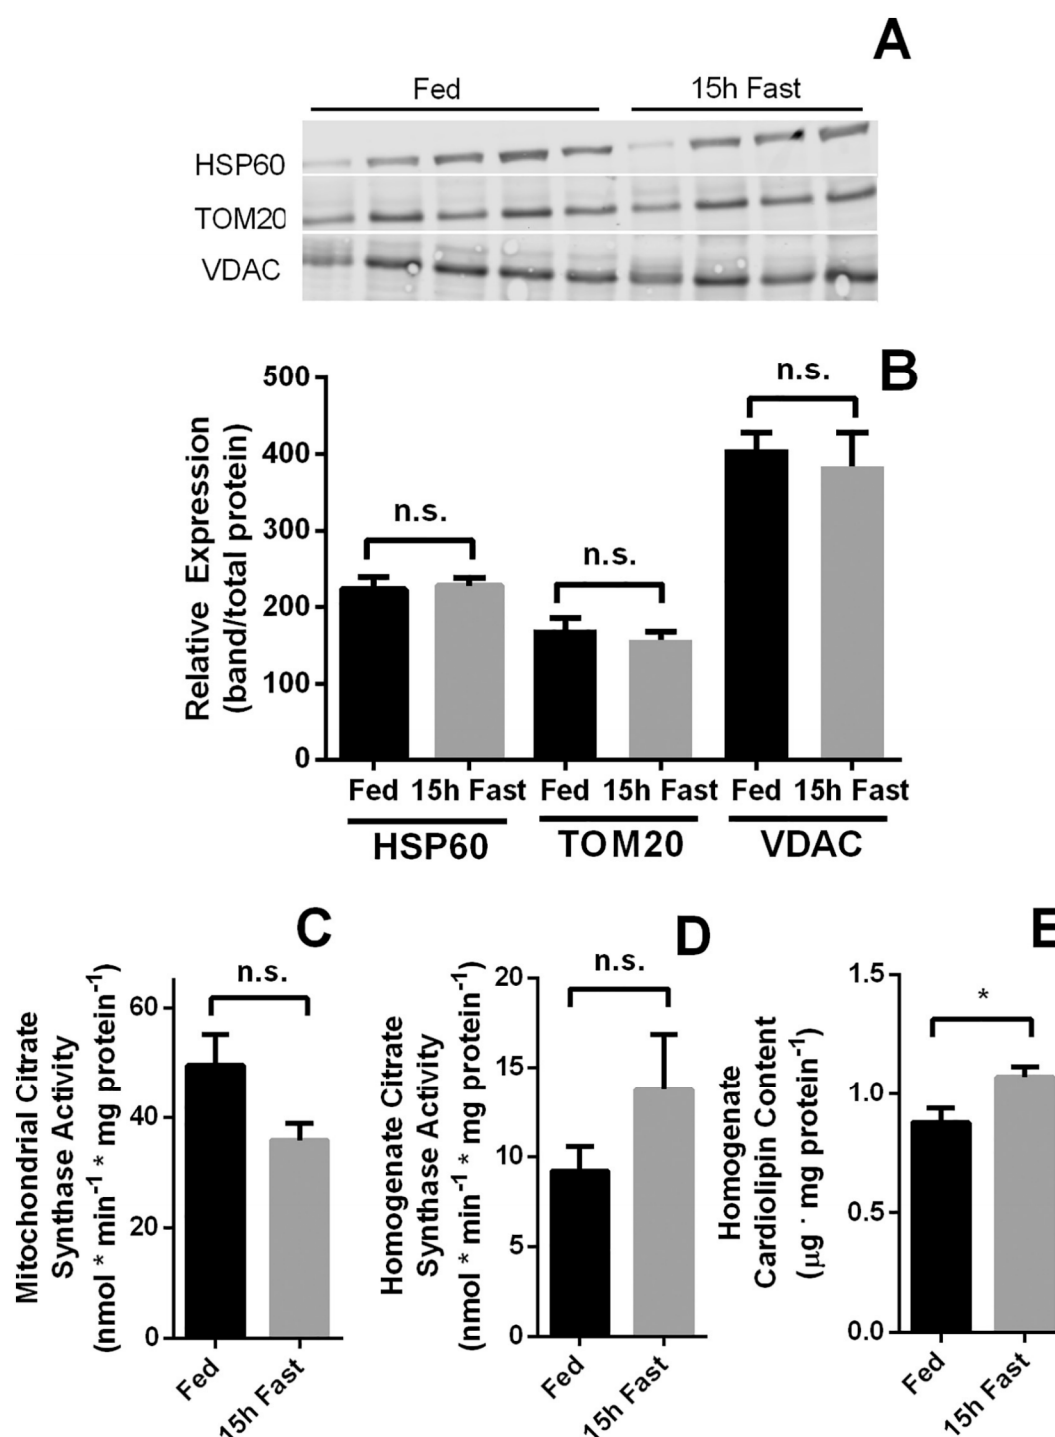 A
Fed 15h Fast
HSP60
TOM20
VDAC
B
Relative Expression
(band/total protein)
500
400
300
200
100
0
n.s.
n.s.
n.s.
Fed 15h Fast Fed 15h Fast Fed 15h Fast
HSP60 TOM20 VDAC
C
Mitochondrial Citrate
Synthase Activity
(nmol * min⁻¹ * mg protein⁻¹)
60
40
20
0
n.s.
Fed
15h Fast
D
Homogenate Citrate
Synthase Activity
(nmol * min⁻¹ * mg protein⁻¹)
20
15
10
5
0
n.s.
Fed
15h Fast
E
Homogenate
Cardiolipin Content
(µg · mg protein⁻¹)
1.5
1.0
0.5
0.0
*
Fed
15h Fast